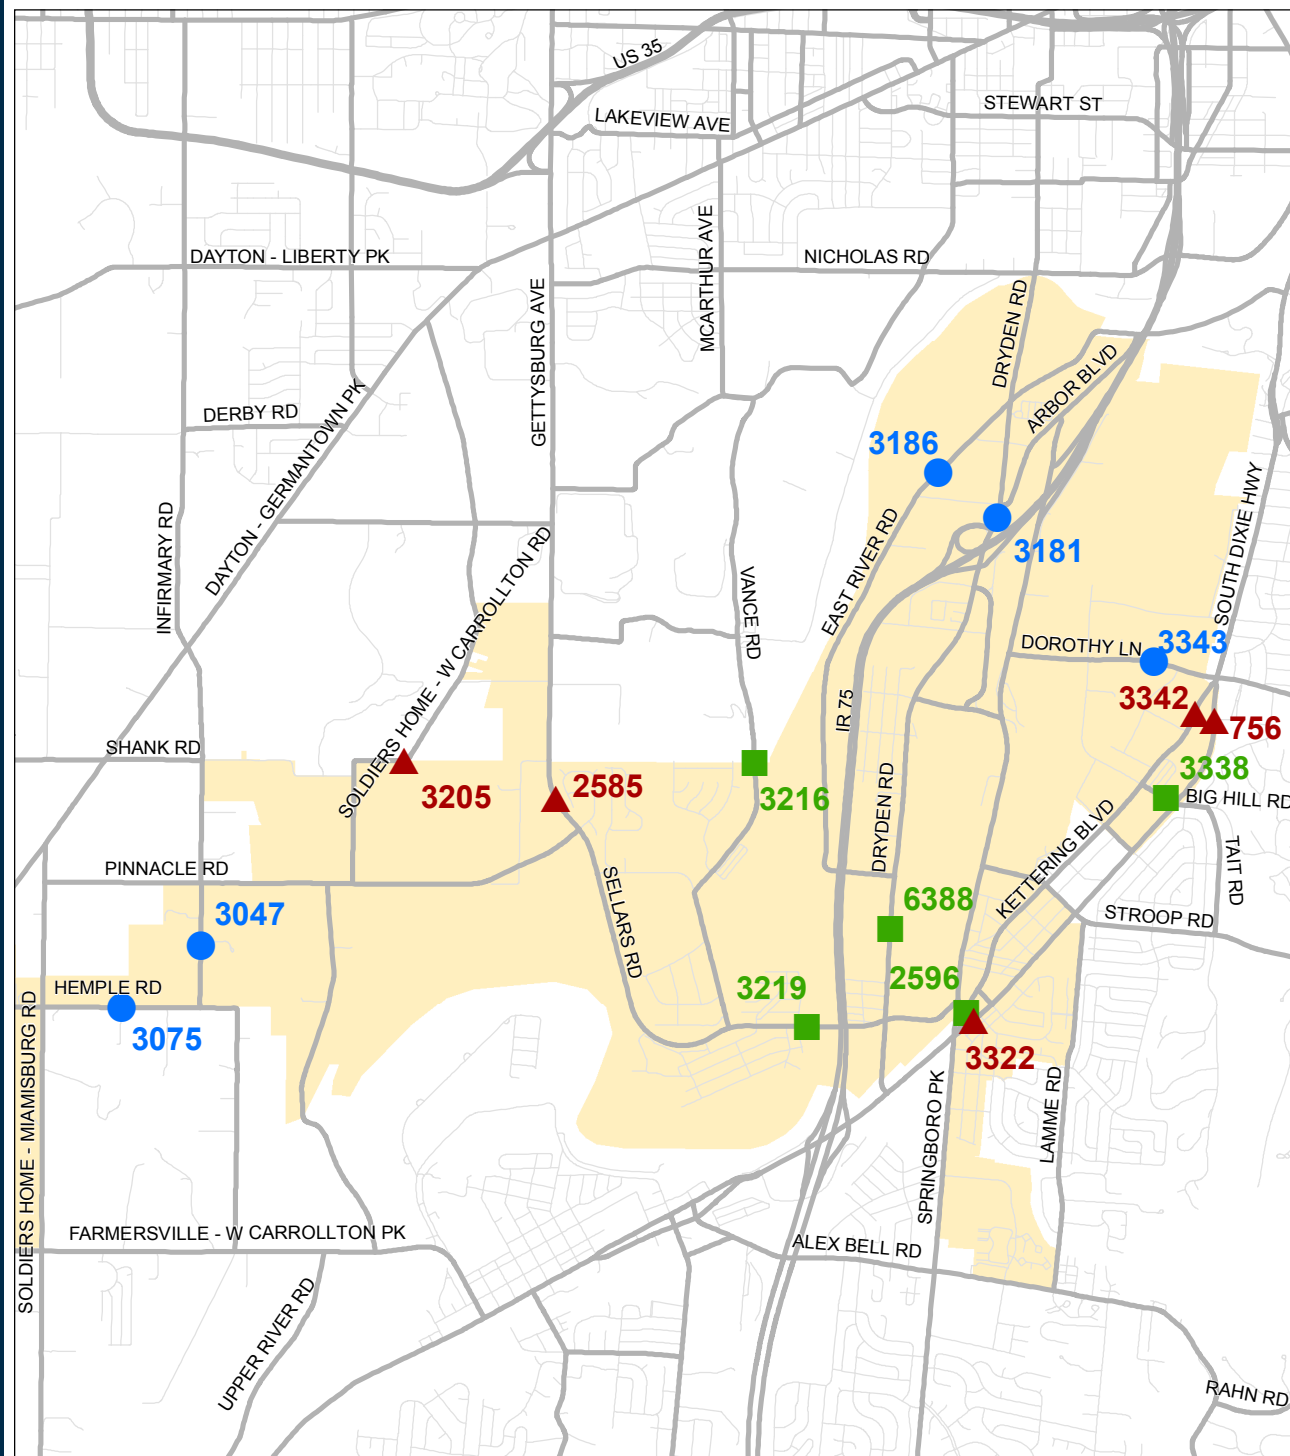 US 35
STEWART ST
LAKEVIEW AVE
MCARTHUR AVE
DAYTON - LIBERTY PK
NICHOLAS RD
GETTYSBURG AVE
DRYDEN RD
ARBOR BLVD
DERBY RD
DAYTON - GERMANTOWN PK
3186
SOUTH DIXIE HWY
INFIRMARY RD
EAST RIVER RD
3181
SOLDIERS HOME - W CARROLLTON RD
VANCE RD
DOROTHY LN
3343
3342
IR 75
756
SHANK RD
3338
2585
3205
3216
BIG HILL RD
DRYDEN RD
KETTERING BLVD
TAIT RD
PINNACLE RD
SELLARS RD
6388
3047
STROOP RD
HEMPLE RD
3219
2596
3075
3322
SOLDIERS HOME - MIAMISBURG RD
SPRINGBORO PK
LAMME RD
FARMERSVILLE - W CARROLLTON PK
ALEX BELL RD
UPPER RIVER RD
RAHN RD